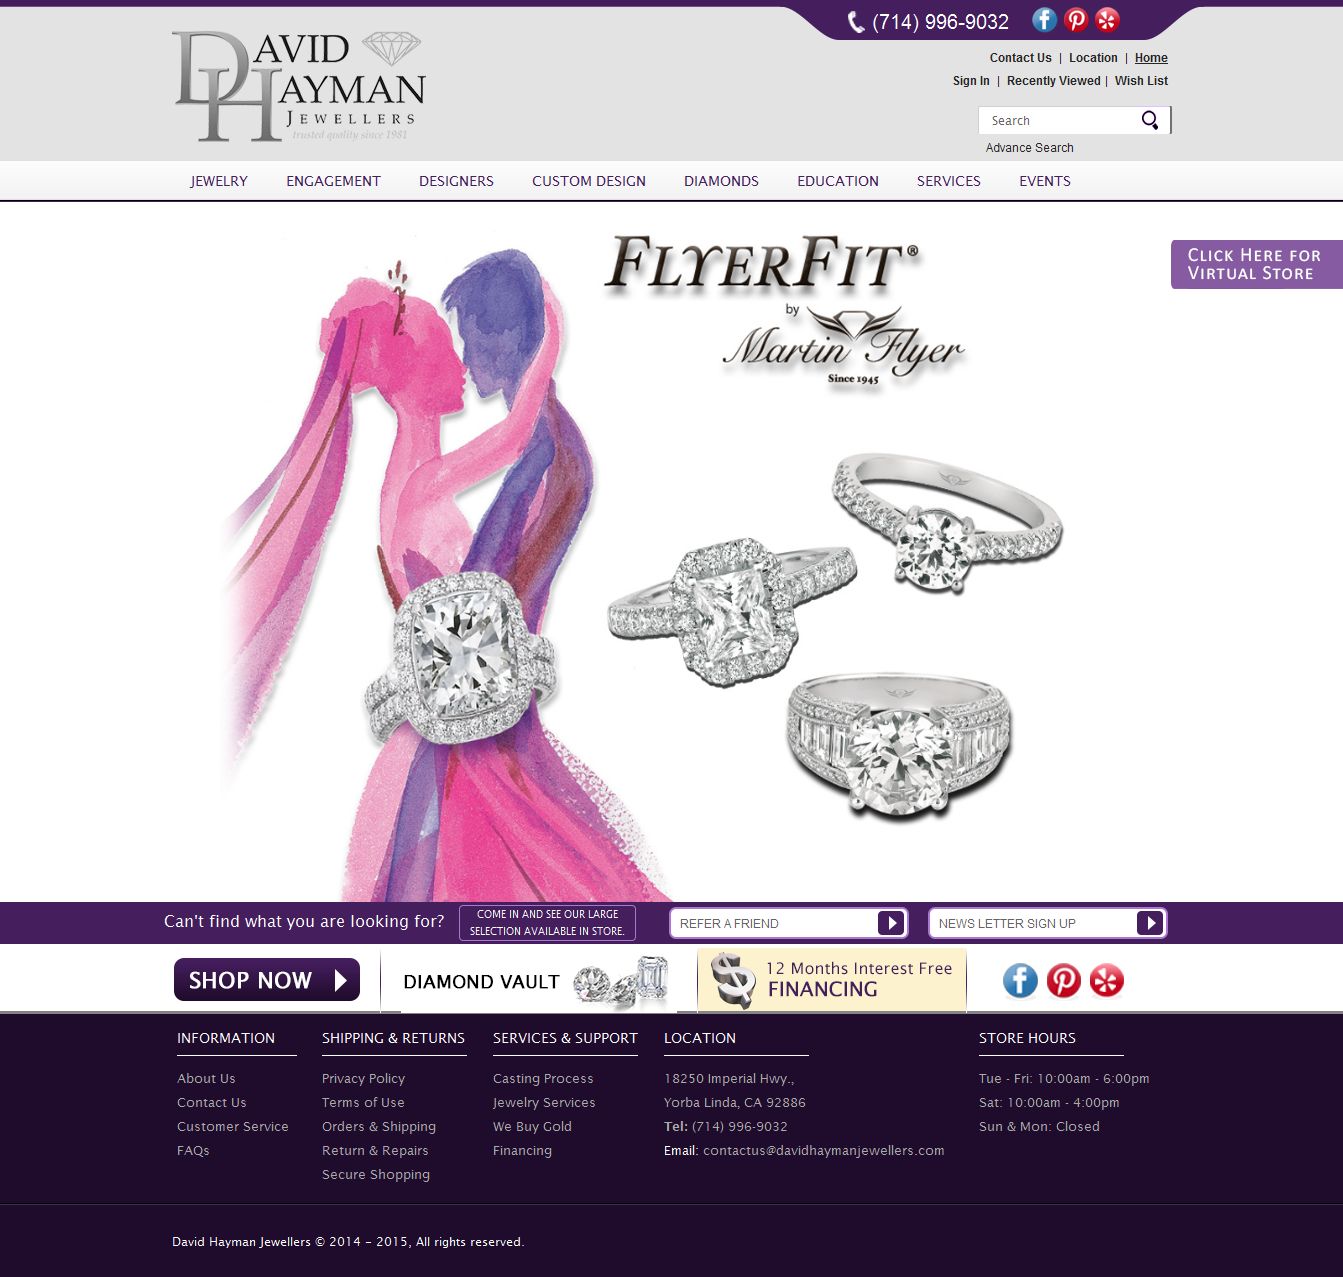 (714) 996-9032
DAVID
HAYMAN
JEWELLERS
trusted quality since 1981
Contact Us | Location | Home
Sign In | Recently Viewed | Wish List
Search
Advance Search
JEWELRY ENGAGEMENT DESIGNERS CUSTOM DESIGN DIAMONDS EDUCATION SERVICES EVENTS
FLYERFIT®
by
Martin Flyer
Since 1945
CLICK HERE FOR
VIRTUAL STORE
Can't find what you are looking for?
COME IN AND SEE OUR LARGE
SELECTION AVAILABLE IN STORE.
REFER A FRIEND
NEWS LETTER SIGN UP
SHOP NOW
DIAMOND VAULT
12 Months Interest Free
FINANCING
INFORMATION
About Us
Contact Us
Customer Service
FAQs
SHIPPING & RETURNS
Privacy Policy
Terms of Use
Orders & Shipping
Return & Repairs
Secure Shopping
SERVICES & SUPPORT
Casting Process
Jewelry Services
We Buy Gold
Financing
LOCATION
18250 Imperial Hwy.,
Yorba Linda, CA 92886
Tel: (714) 996-9032
Email: contactus@davidhaymanjewellers.com
STORE HOURS
Tue - Fri: 10:00am - 6:00pm
Sat: 10:00am - 4:00pm
Sun & Mon: Closed
David Hayman Jewellers © 2014 - 2015, All rights reserved.